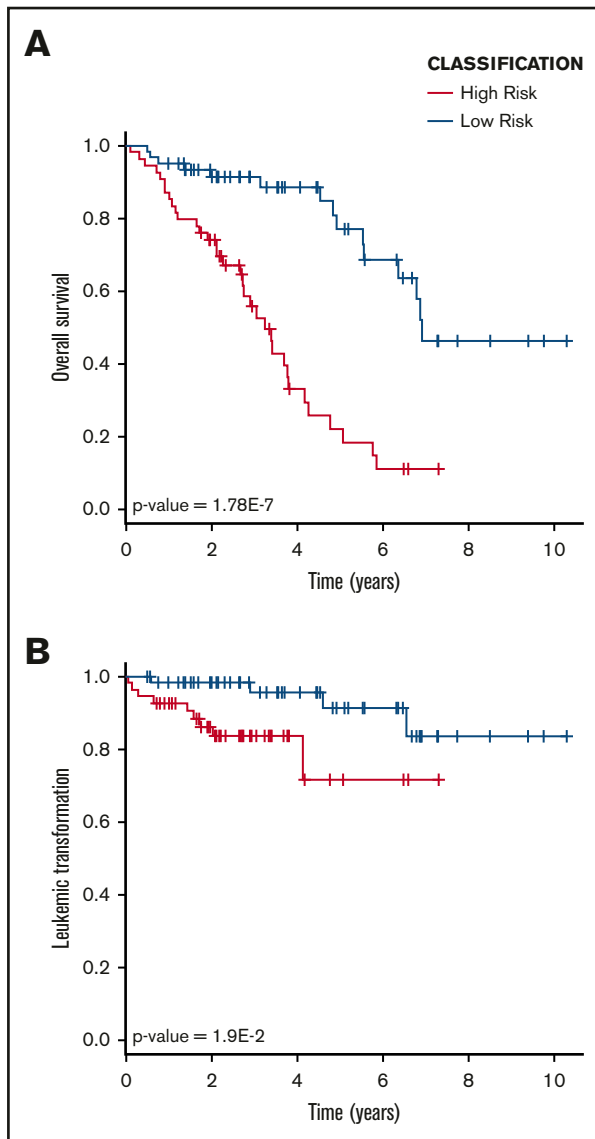 A
CLASSIFICATION
High Risk
Low Risk
1.0
0.8
0.6
0.4
0.2
0.0
Overall survival
p-value = 1.78E-7
0 2 4 6 8 10
Time (years)
B
1.0
0.8
0.6
0.4
0.2
0.0
Leukemic transformation
p-value = 1.9E-2
0 2 4 6 8 10
Time (years)